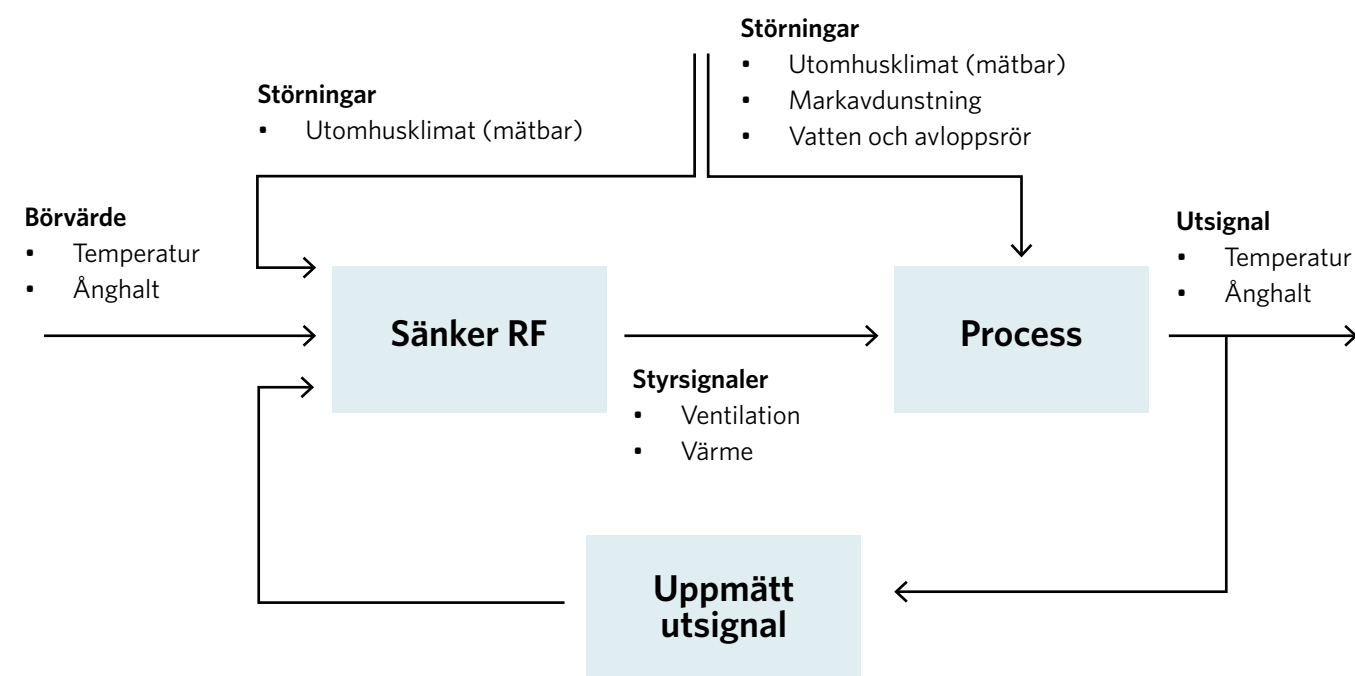 Störningar
• Utomhusklimat (mätbar)
• Markavdunstning
• Vatten och avloppsrör
Störningar
• Utomhusklimat (mätbar)
Börvärde
• Temperatur
• Ånghalt
Utsignal
• Temperatur
• Ånghalt
Sänker RF
Process
Styrsignaler
• Ventilation
• Värme
Uppmätt
utsignal